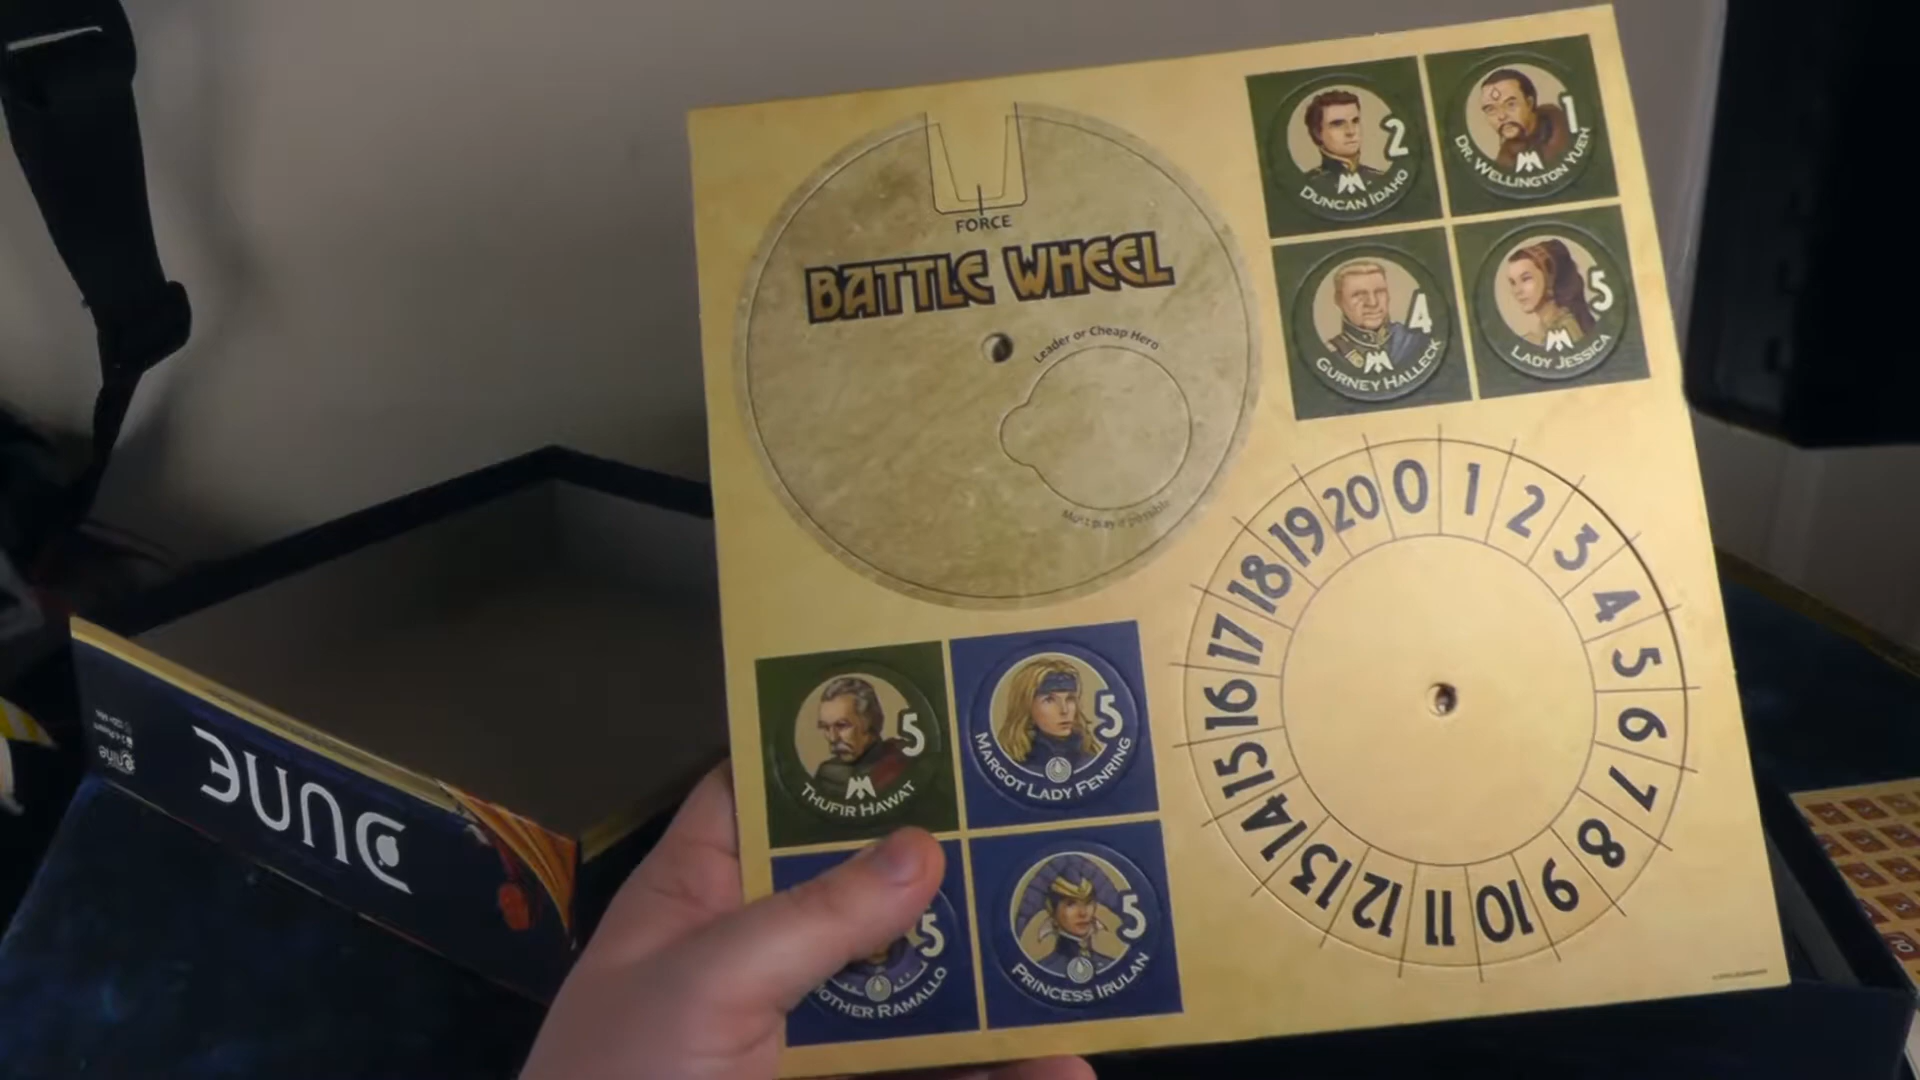 FORCE
BATTLE WHEEL
Leader or Cheap Hero
Must play if possible
2
DUNCAN IDAHO
1
DR. WELLINGTON YUEH
4
GURNEY HALLECK
5
LADY JESSICA
0 1 2 3 4 5 6 7 8 9 10 11 12 13 14 15 16 17 18 19 20
5
THUFIR HAWAT
5
MARGOT LADY FENRING
5
OTHER RAMALLO
5
PRINCESS IRULAN
DUNE